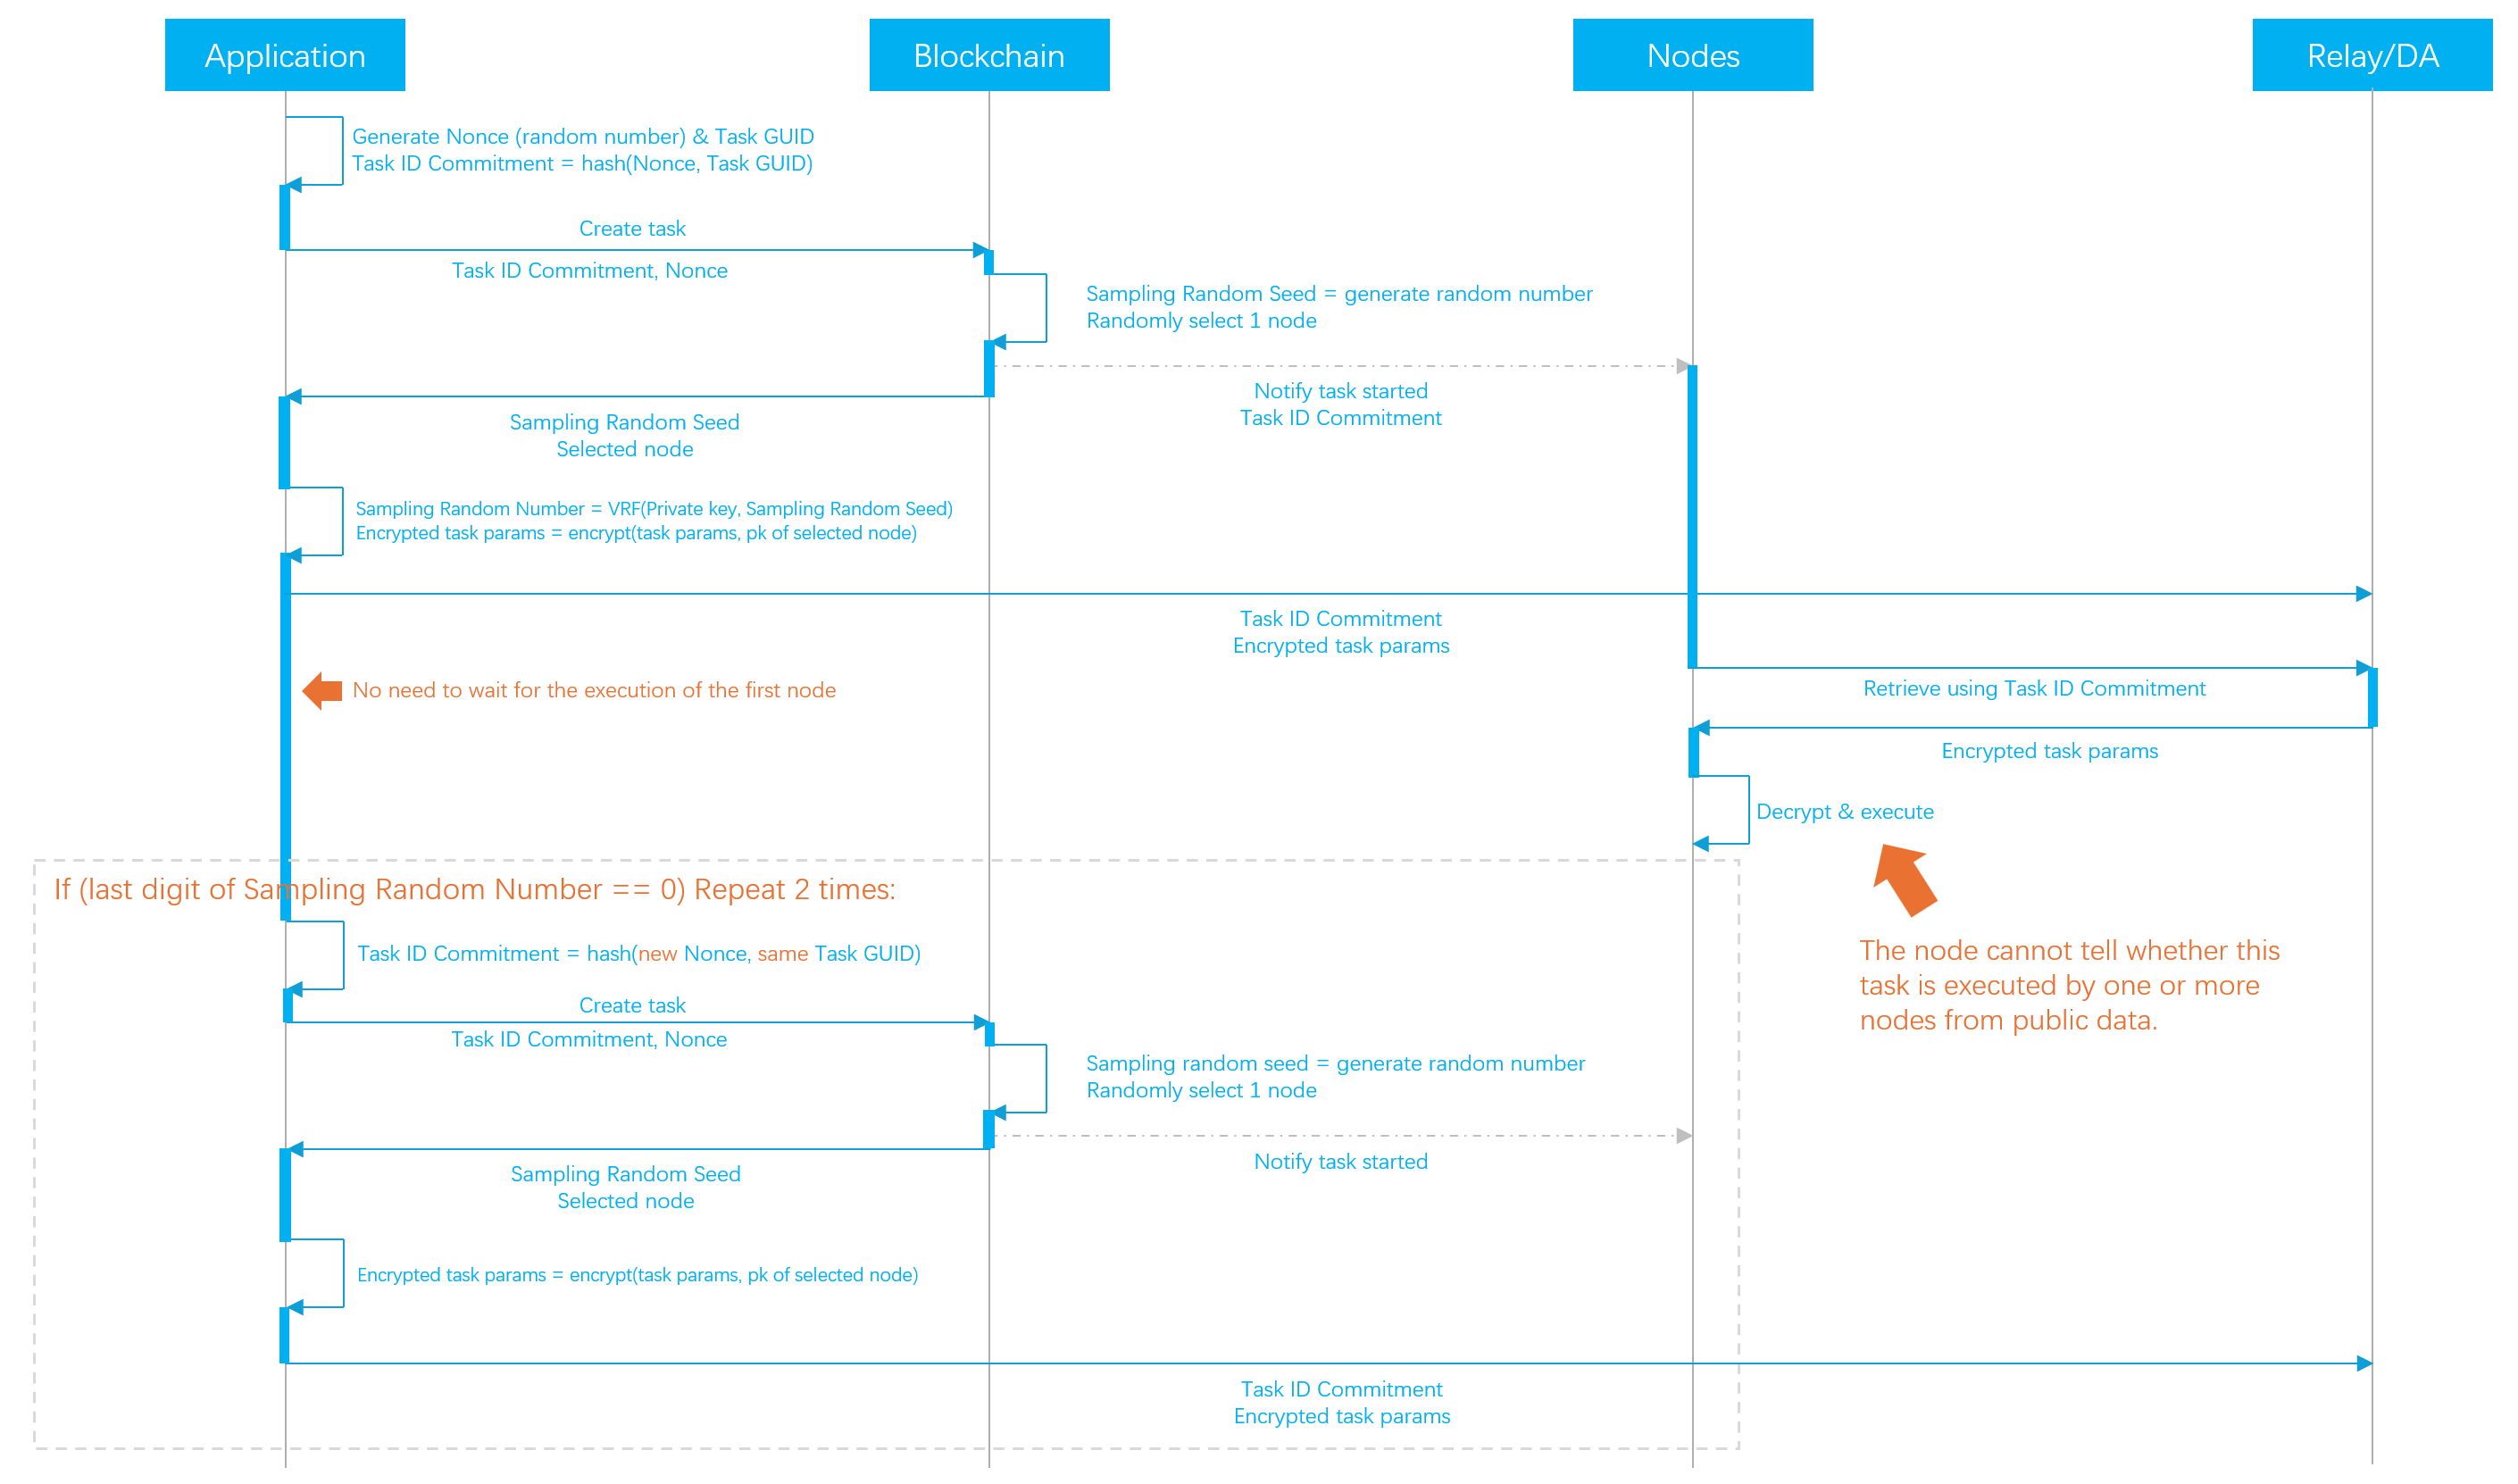 Application
Blockchain
Nodes
Relay/DA
Generate Nonce (random number) & Task GUID
Task ID Commitment = hash(Nonce, Task GUID)
Create task
Task ID Commitment, Nonce
Sampling Random Seed = generate random number
Randomly select 1 node
Notify task started
Task ID Commitment
Sampling Random Seed
Selected node
Sampling Random Number = VRF(Private key, Sampling Random Seed)
Encrypted task params = encrypt(task params, pk of selected node)
Task ID Commitment
Encrypted task params
No need to wait for the execution of the first node
Retrieve using Task ID Commitment
Encrypted task params
Decrypt & execute
The node cannot tell whether this
task is executed by one or more
nodes from public data.
If (last digit of Sampling Random Number == 0) Repeat 2 times:
Task ID Commitment = hash(new Nonce, same Task GUID)
Create task
Task ID Commitment, Nonce
Sampling random seed = generate random number
Randomly select 1 node
Notify task started
Sampling Random Seed
Selected node
Encrypted task params = encrypt(task params, pk of selected node)
Task ID Commitment
Encrypted task params